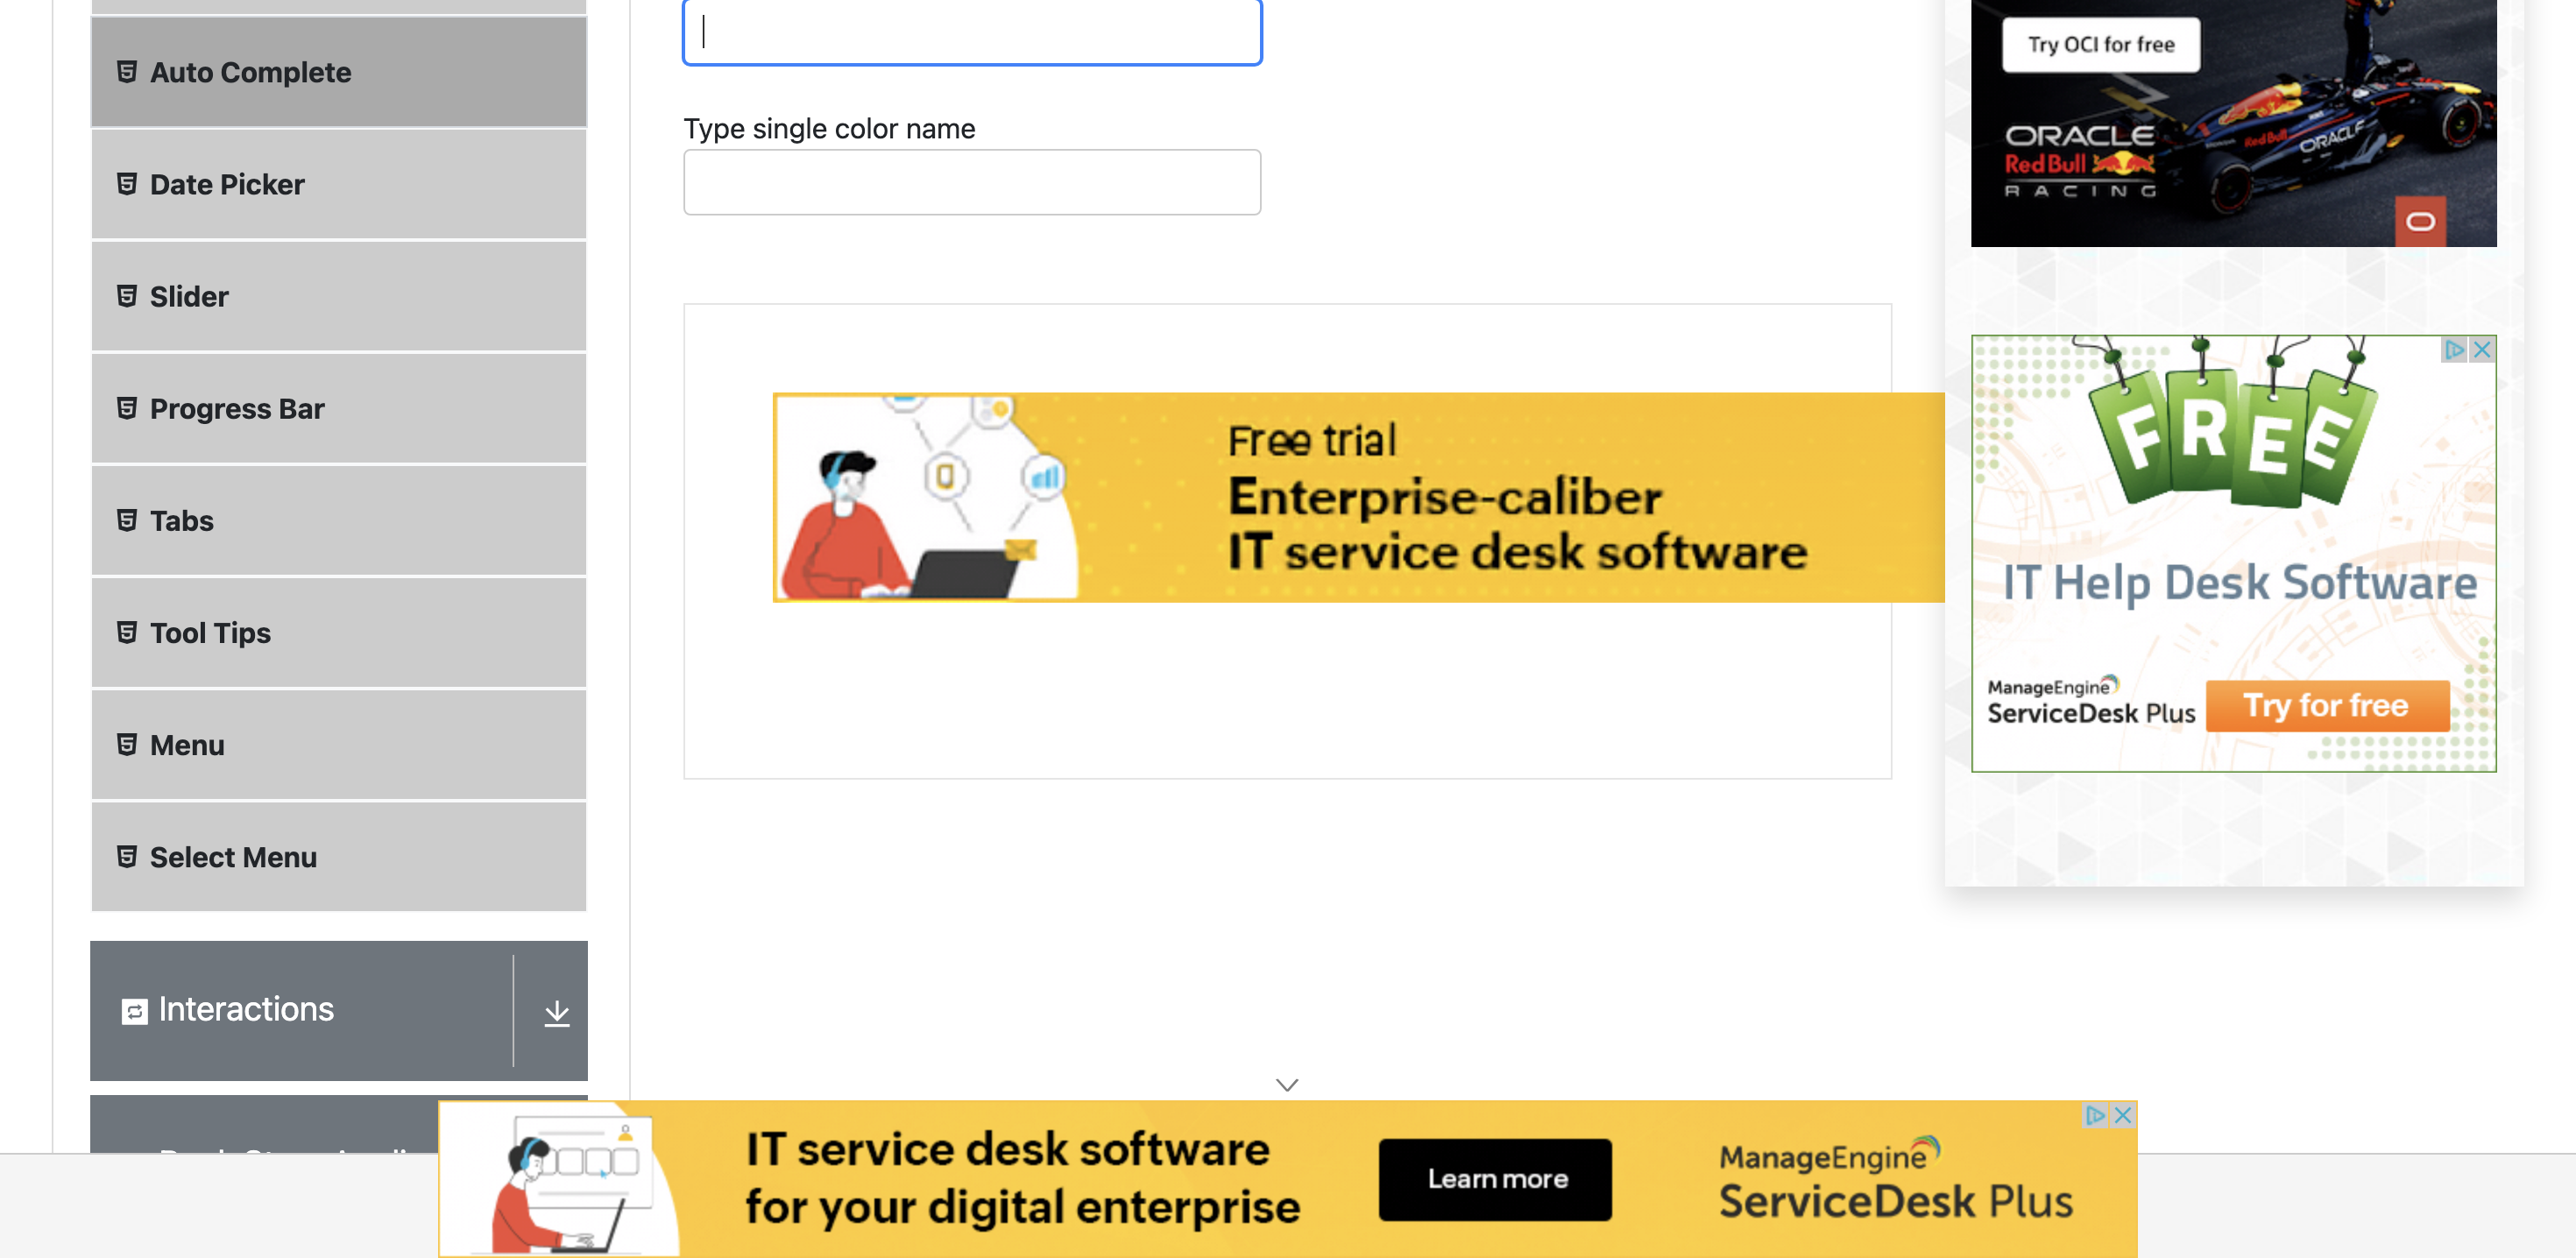 Auto Complete
Date Picker
Slider
Progress Bar
Tabs
Tool Tips
Menu
Select Menu
Interactions
Type single color name
Free trial
Enterprise-caliber
IT service desk software
Try OCI for free
ORACLE
Red Bull
RACING
Red Bull
ORACLE
FREE
IT Help Desk Software
ManageEngine
ServiceDesk Plus
Try for free
IT service desk software
for your digital enterprise
Learn more
ManageEngine
ServiceDesk Plus